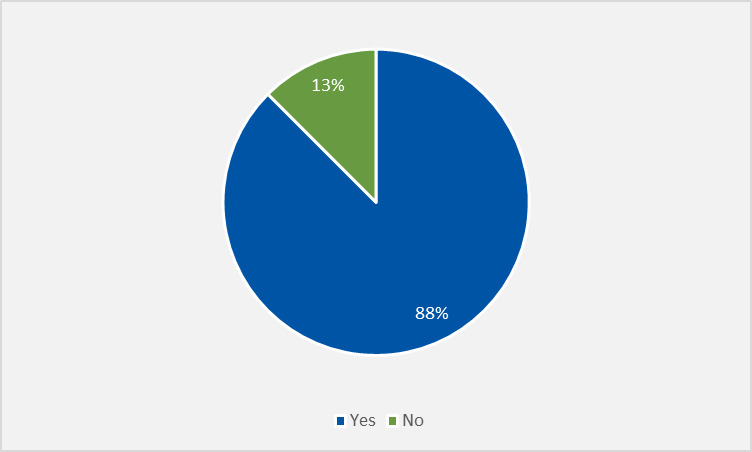 13%
88%
Yes No